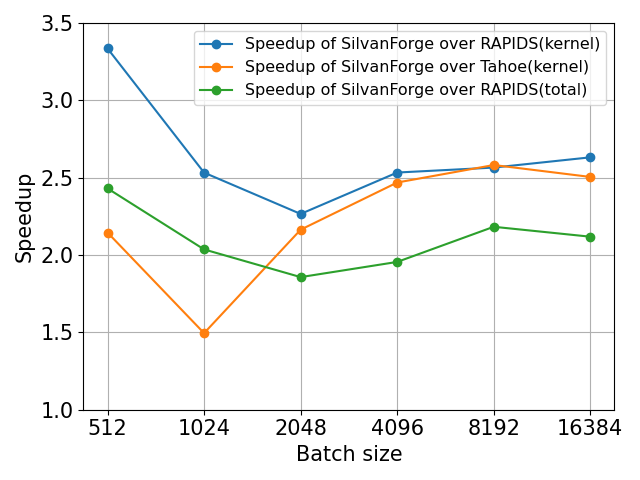 3.5
3.0
2.5
2.0
1.5
1.0
Speedup
Speedup of SilvanForge over RAPIDS(kernel)
Speedup of SilvanForge over Tahoe(kernel)
Speedup of SilvanForge over RAPIDS(total)
512 1024 2048 4096 8192 16384
Batch size